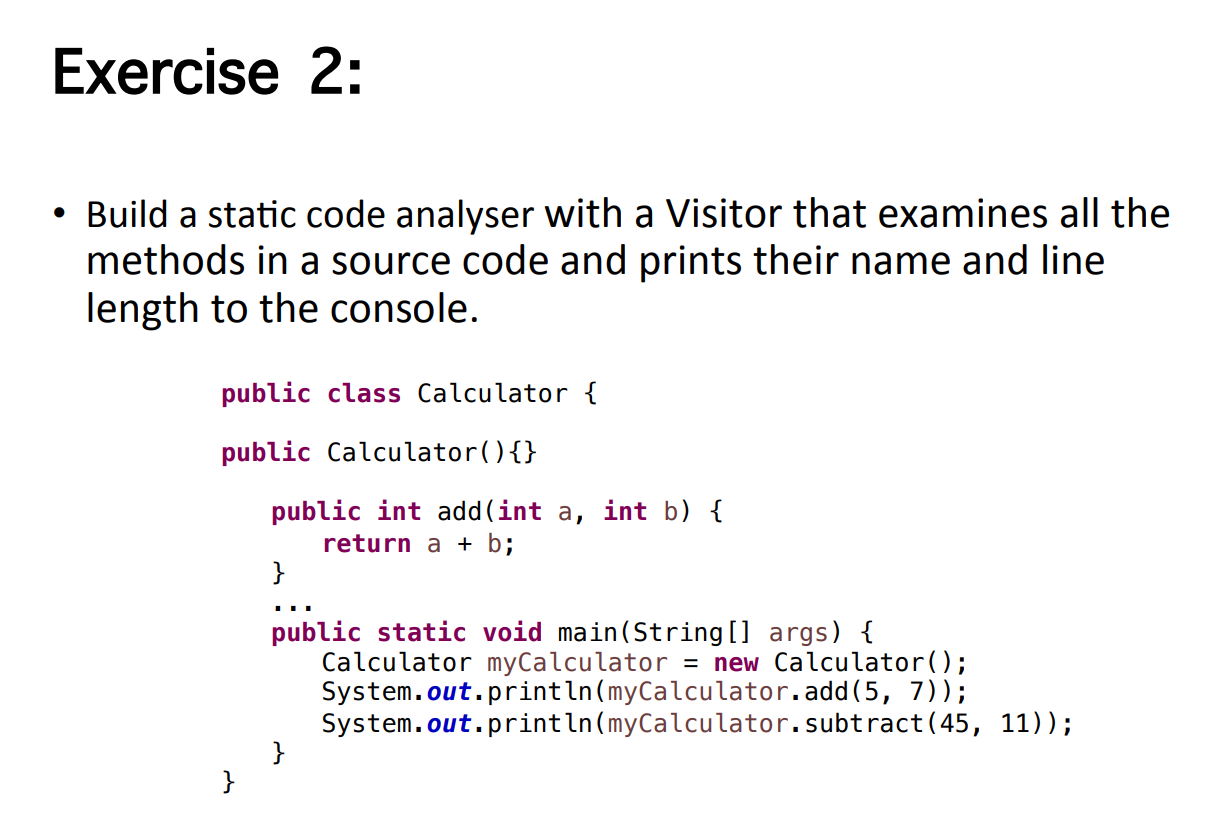 Exercise 2:
• Build a static code analyser with a Visitor that examines all the
methods in a source code and prints their name and line
length to the console.
public class Calculator {
public Calculator(){}
public int add(int a, int b) {
return a + b;
}
...
public static void main(String[] args) {
Calculator myCalculator = new Calculator();
System.out.println(myCalculator.add(5, 7));
System.out.println(myCalculator.subtract(45, 11));
}
}